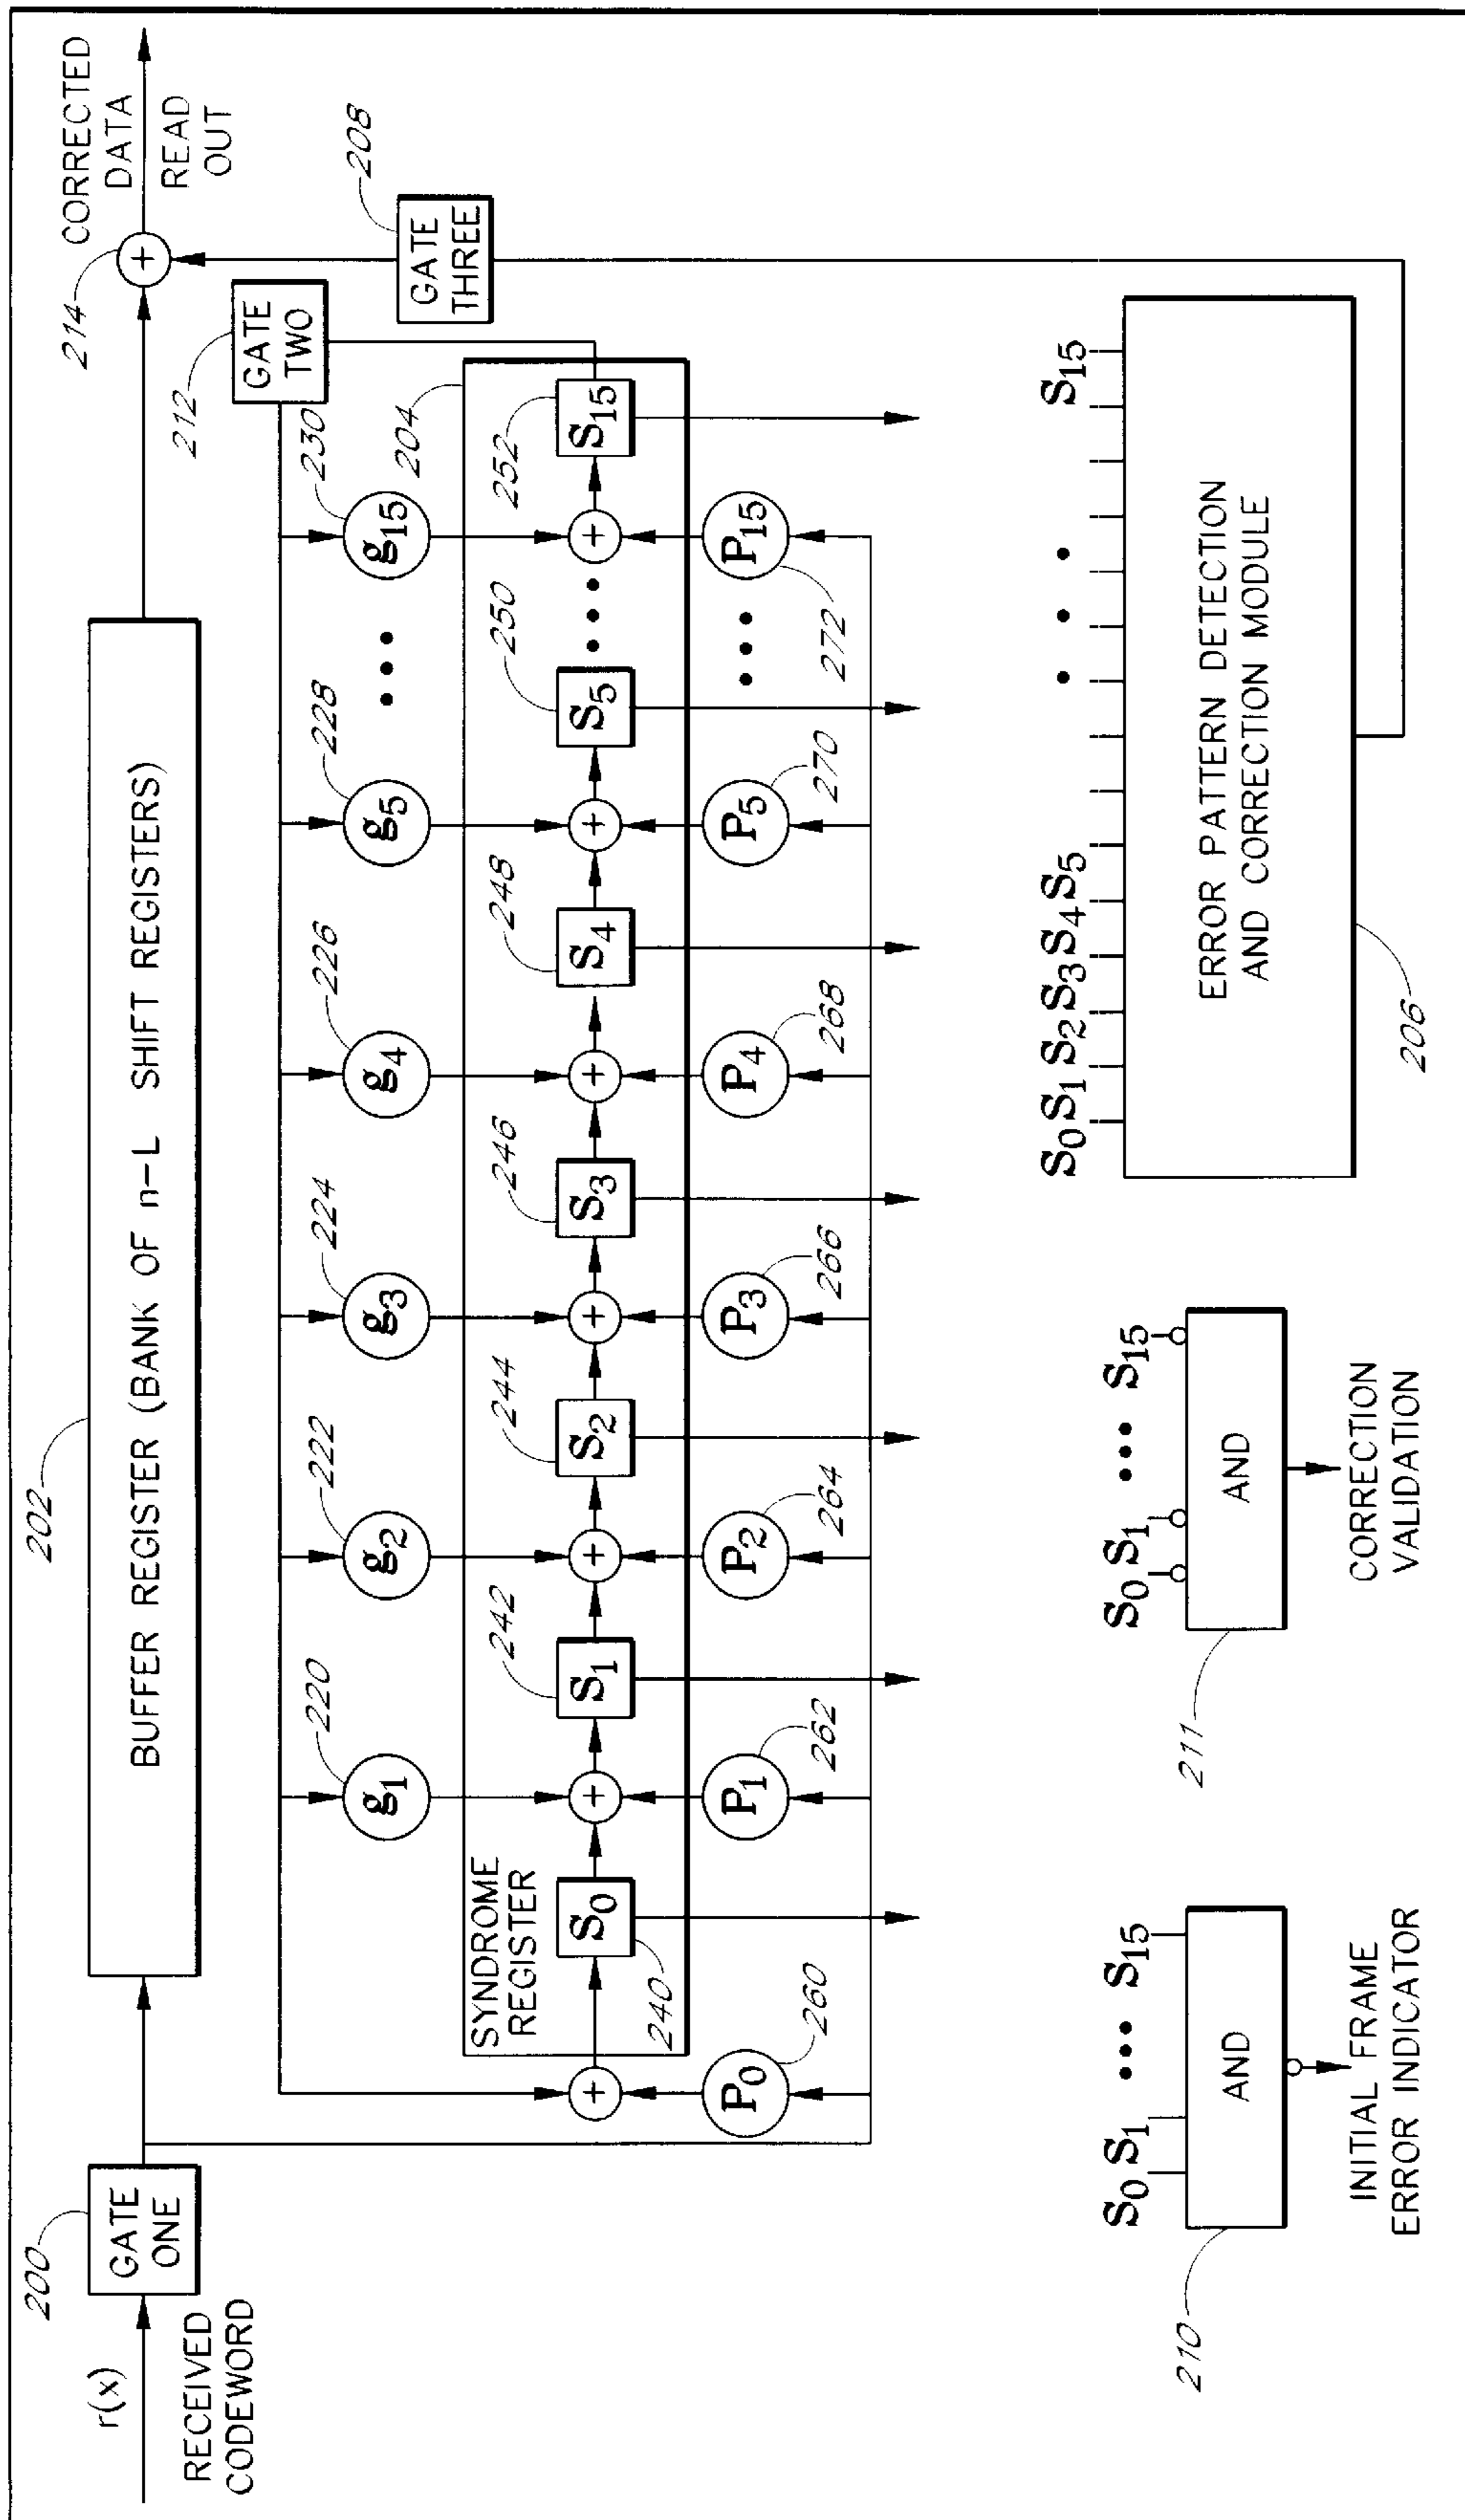 r(x)
RECEIVED
CODEWORD
200
GATE
ONE
202
BUFFER REGISTER (BANK OF n-L SHIFT REGISTERS)
214
CORRECTED
DATA
READ
OUT
212
GATE
TWO
208
GATE
THREE
220
222
224
226
228
230
g1
g2
g3
g4
g5
•••
g15
204
SYNDROME
REGISTER
240
242
244
246
248
250
252
+
S0
+
S1
+
S2
+
S3
+
S4
+
S5
•••
+
S15
P0
P1
P2
P3
P4
P5
•••
P15
260
262
264
266
268
270
272
S0 S1 ••• S15
AND
210
INITIAL FRAME
ERROR INDICATOR
S0 S1 ••• S15
AND
211
CORRECTION
VALIDATION
S0 S1 S2 S3 S4 S5 • • • S15
ERROR PATTERN DETECTION
AND CORRECTION MODULE
206